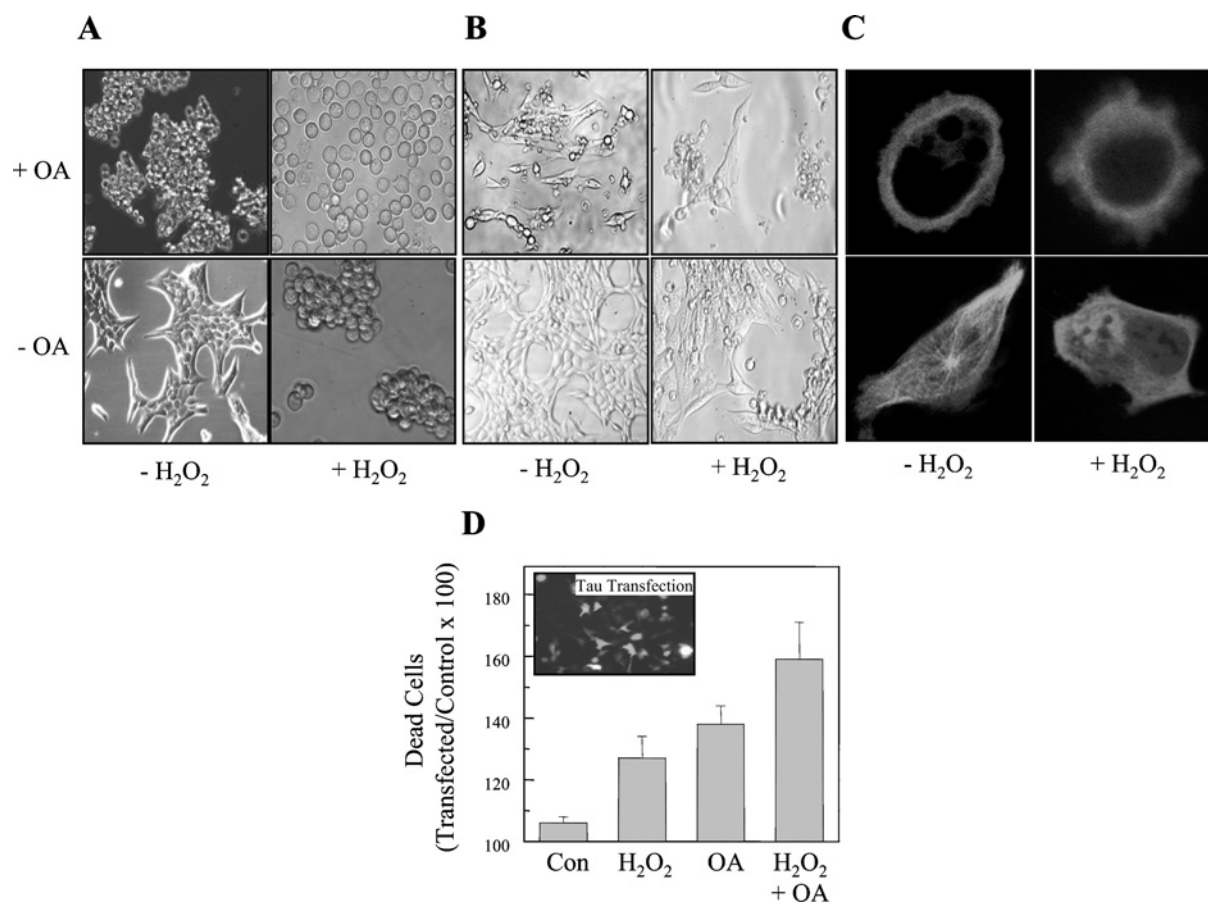 A
B
C
+ OA
- OA
- H₂O₂
+ H₂O₂
- H₂O₂
+ H₂O₂
- H₂O₂
+ H₂O₂
D
Tau Transfection
Dead Cells
(Transfected/Control x 100)
180
160
140
120
100
Con
H₂O₂
OA
H₂O₂
+ OA